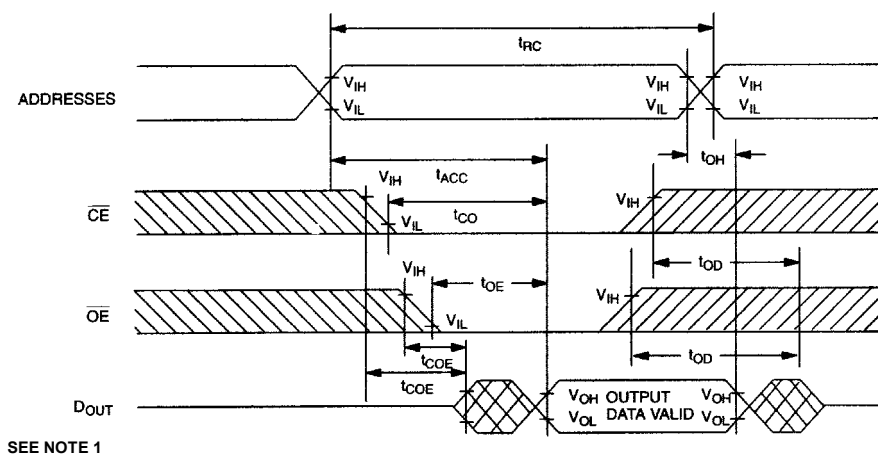 tRC
ADDRESSES
VIH
VIL
VIH
VIL
VIH
VIL
tOH
tACC
CE
VIH
VIL
tCO
VIH
tOD
OE
VIH
VIL
tOE
VIH
tOD
tCOE
tCOE
DOUT
VOH
VOL
OUTPUT
DATA VALID
VOH
VOL
SEE NOTE 1